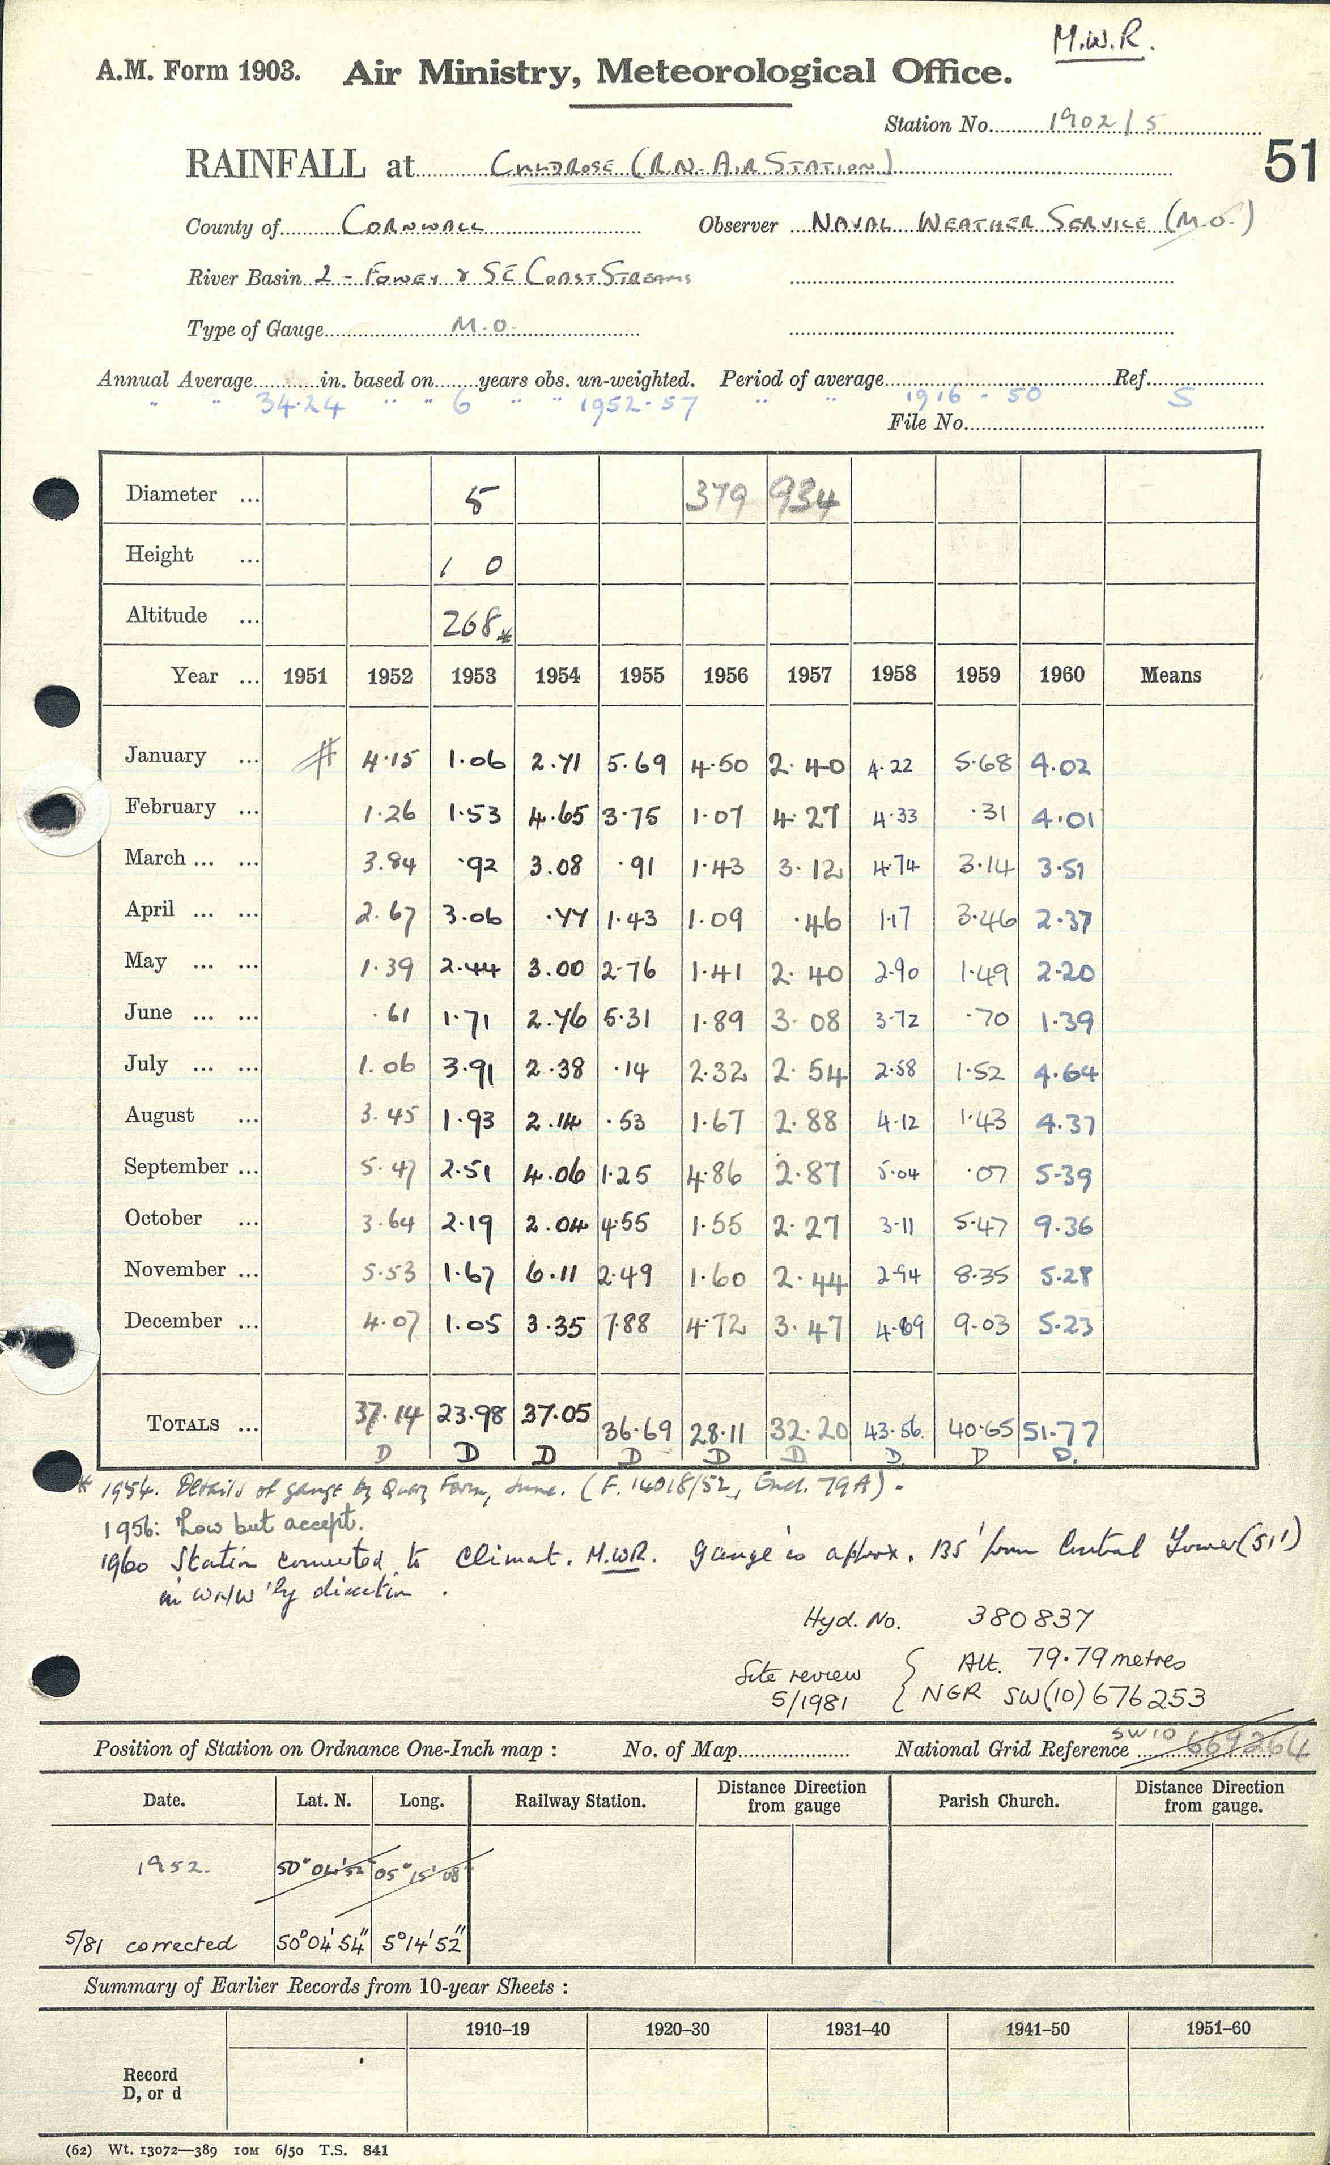 M.W.R.
A.M. Form 1903. Air Ministry, Meteorological Office.
Station No. 1902/5
51
RAINFALL at CULDROSE (R.N. AIR STATION)
County of CORNWALL Observer NAVAL WEATHER SERVICE (M.O.)
River Basin 2 - FOWEY & SE COAST STREAMS
Type of Gauge M.O.
Annual Average in. based on years obs. un-weighted. Period of average Ref.
" " 34.24 " " 6 " " 1952-57 " " 1916 - 50 S
File No.
Diameter ... 5 379 934
Height ... 1 0
Altitude ... 268*
Year ... 1951 1952 1953 1954 1955 1956 1957 1958 1959 1960 Means
January ... # 4.15 1.06 2.71 5.69 4.50 2.40 4.22 5.68 4.02
February ... 1.26 1.53 4.65 3.75 1.07 4.27 4.33 .31 4.01
March ... ... 3.84 .92 3.08 .91 1.43 3.12 4.74 3.14 3.51
April ... ... 2.67 3.06 .77 1.43 1.09 .46 1.17 3.46 2.37
May ... ... 1.39 2.44 3.00 2.76 1.41 2.40 2.90 1.49 2.20
June ... ... .61 1.71 2.76 5.31 1.89 3.08 3.72 .70 1.39
July ... ... 1.06 3.91 2.38 .14 2.32 2.54 2.58 1.52 4.64
August ... 3.45 1.93 2.14 .53 1.67 2.88 4.12 1.43 4.37
September ... 5.47 2.51 4.06 1.25 4.86 2.87 5.04 .07 5.39
October ... 3.64 2.19 2.04 4.55 1.55 2.27 3.11 5.47 9.36
November ... 5.53 1.67 6.11 2.49 1.60 2.44 2.94 8.35 5.28
December ... 4.07 1.05 3.35 7.88 4.72 3.47 4.69 9.03 5.23
TOTALS ... 37.14 23.98 37.05 36.69 28.11 32.20 43.56. 40.65 51.77
D D D D D D D D D.
* 1954. Details of gauge by Query Form, June. (F. 14018/52, Encl. 79A).
1956: Low but accept.
1960 Station converted to Climat. M.W.R. Gauge is approx. 135' from Control Tower (51')
in WNW'ly direction.
Hyd. No. 380837
Site review 5/1981 { Alt. 79.79 metres
{ NGR SW(10) 676253
Position of Station on Ordnance One-Inch map : No. of Map National Grid Reference SW10 669264
Date. Lat. N. Long. Railway Station. Distance Direction from gauge Parish Church. Distance Direction from gauge.
1952. 50° 04' 52" 05° 15' 08"
5/81 corrected 50° 04' 54" 5° 14' 52"
Summary of Earlier Records from 10-year Sheets :
1910–19 1920–30 1931–40 1941–50 1951–60
Record
D, or d
(62) Wt. 13072—389 10M 6/50 T.S. 841